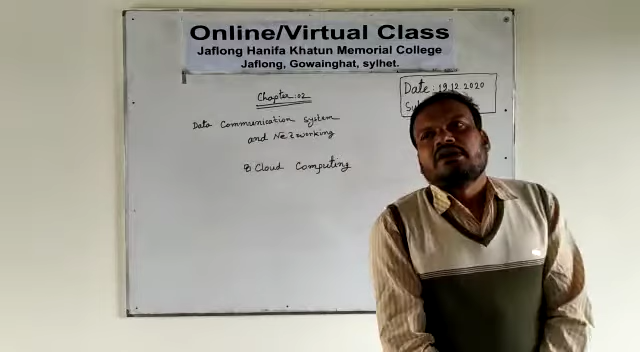 Online/Virtual Class
Jaflong Hanifa Khatun Memorial College
Jaflong, Gowainghat, sylhet.
Date: 19.12.2020
Su
Chapter:02
Data Communication System
and Networking
Cloud Computing